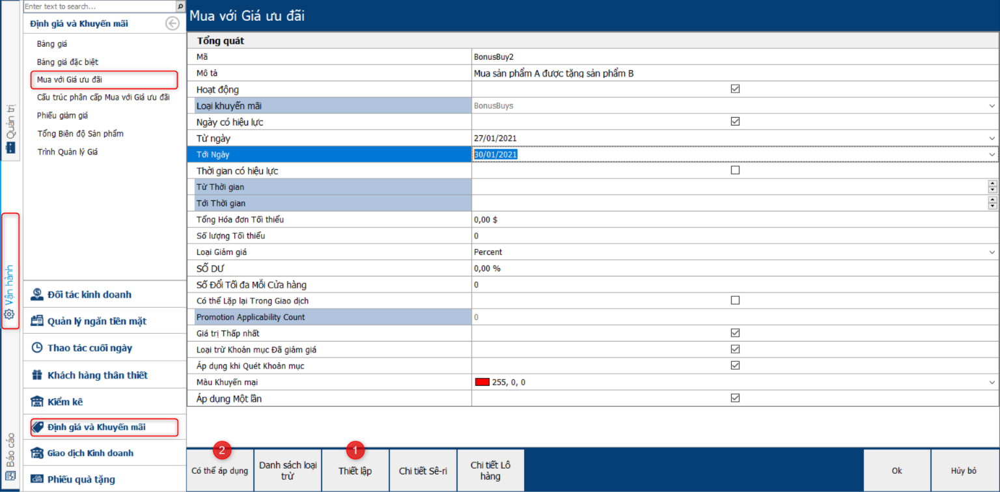 Enter text to search...
Mua với Giá ưu đãi
Định giá và Khuyến mãi
Bảng giá
Bảng giá đặc biệt
Mua với Giá ưu đãi
Cấu trúc phân cấp Mua với Giá ưu đãi
Phiếu giảm giá
Tổng Biên độ Sản phẩm
Trình Quản lý Giá
Quản trị
Vận hành
Báo cáo
Đối tác kinh doanh
Quản lý ngăn tiền mặt
Thao tác cuối ngày
Khách hàng thân thiết
Kiểm kê
Định giá và Khuyến mãi
Giao dịch Kinh doanh
Phiếu quà tặng
Tổng quát
Mã BonusBuy2
Mô tả Mua sản phẩm A được tặng sản phẩm B
Hoạt động
Loại khuyến mãi BonusBuys
Ngày có hiệu lực
Từ ngày 27/01/2021
Tới Ngày 30/01/2021
Thời gian có hiệu lực
Từ Thời gian
Tới Thời gian
Tổng Hóa đơn Tối thiểu 0,00 $
Số lượng Tối thiểu 0
Loại Giảm giá Percent
SỐ DƯ 0,00 %
Số Đổi Tối đa Mỗi Cửa hàng 0
Có thể Lặp lại Trong Giao dịch
Promotion Applicability Count 0
Giá trị Thấp nhất
Loại trừ Khoản mục Đã giảm giá
Áp dụng khi Quét Khoản mục
Màu Khuyến mại 255, 0, 0
Áp dụng Một lần
2
1
Có thể áp dụng
Danh sách loại
trừ
Thiết lập
Chi tiết Sê-ri
Chi tiết Lô
hàng
Ok
Hủy bỏ